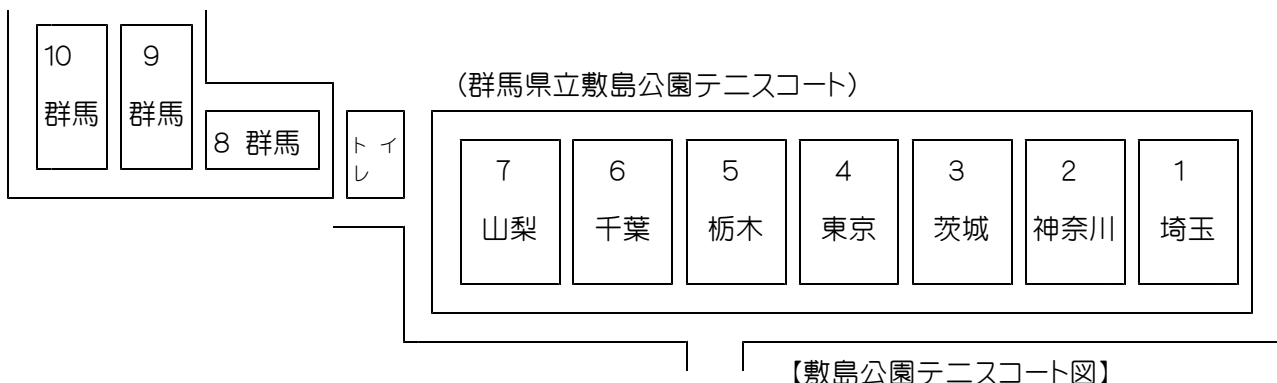 (群馬県立敷島公園テニスコート)
10
群馬
9
群馬
8 群馬
トイ
レ
7
山梨
6
千葉
5
栃木
4
東京
3
茨城
2
神奈川
1
埼玉
【敷島公園テニスコート図】